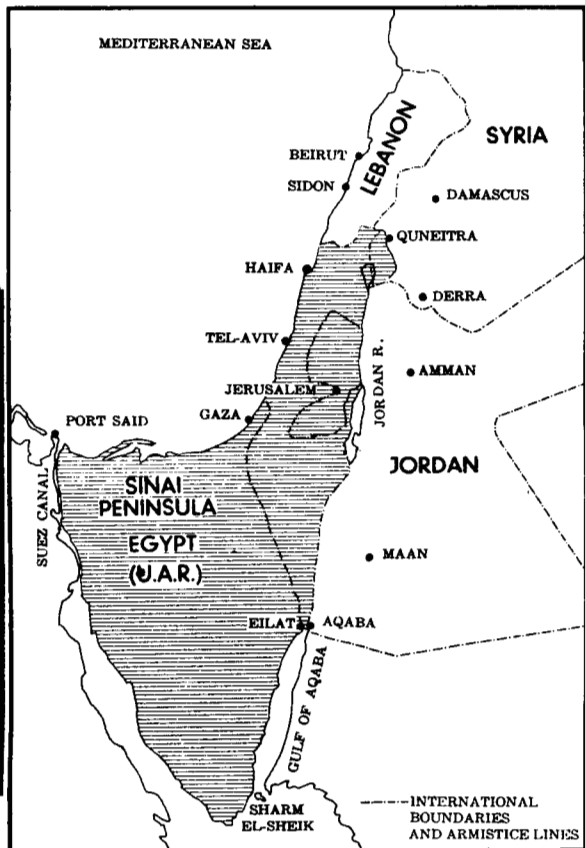 MEDITERRANEAN SEA
LEBANON
SYRIA
BEIRUT
SIDON
DAMASCUS
QUNEITRA
HAIFA
DERRA
TEL-AVIV
JORDAN R.
AMMAN
JERUSALEM
GAZA
PORT SAID
SUEZ CANAL
SINAI
PENINSULA
EGYPT
(U.A.R.)
JORDAN
MAAN
EILAT
AQABA
GULF OF AQABA
SHARM
EL-SHEIK
INTERNATIONAL
BOUNDARIES
AND ARMISTICE LINES